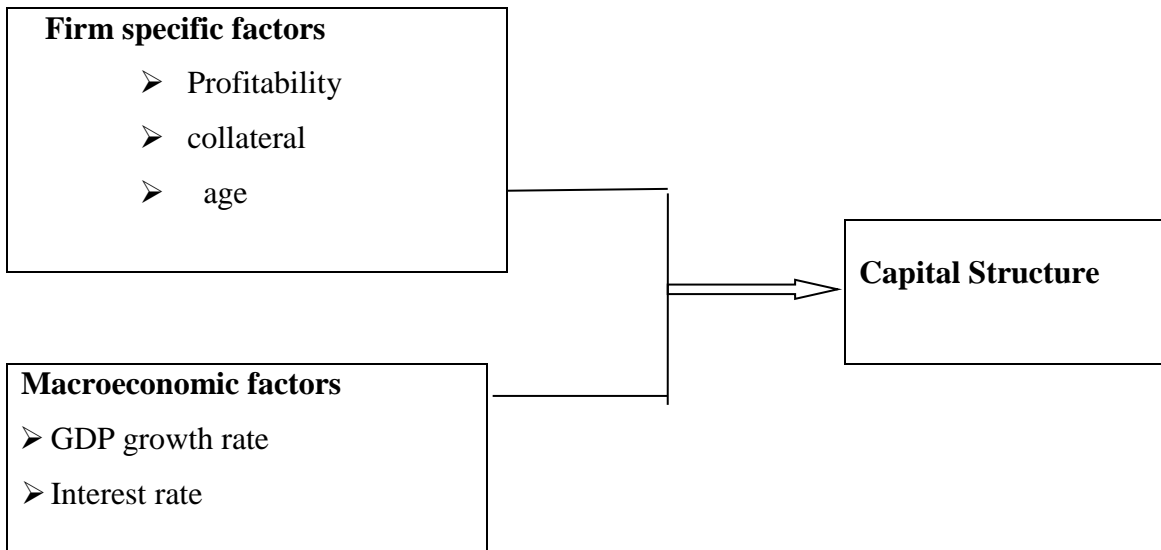 Firm specific factors
➢ Profitability
➢ collateral
➢ age
Capital Structure
Macroeconomic factors
➢ GDP growth rate
➢ Interest rate